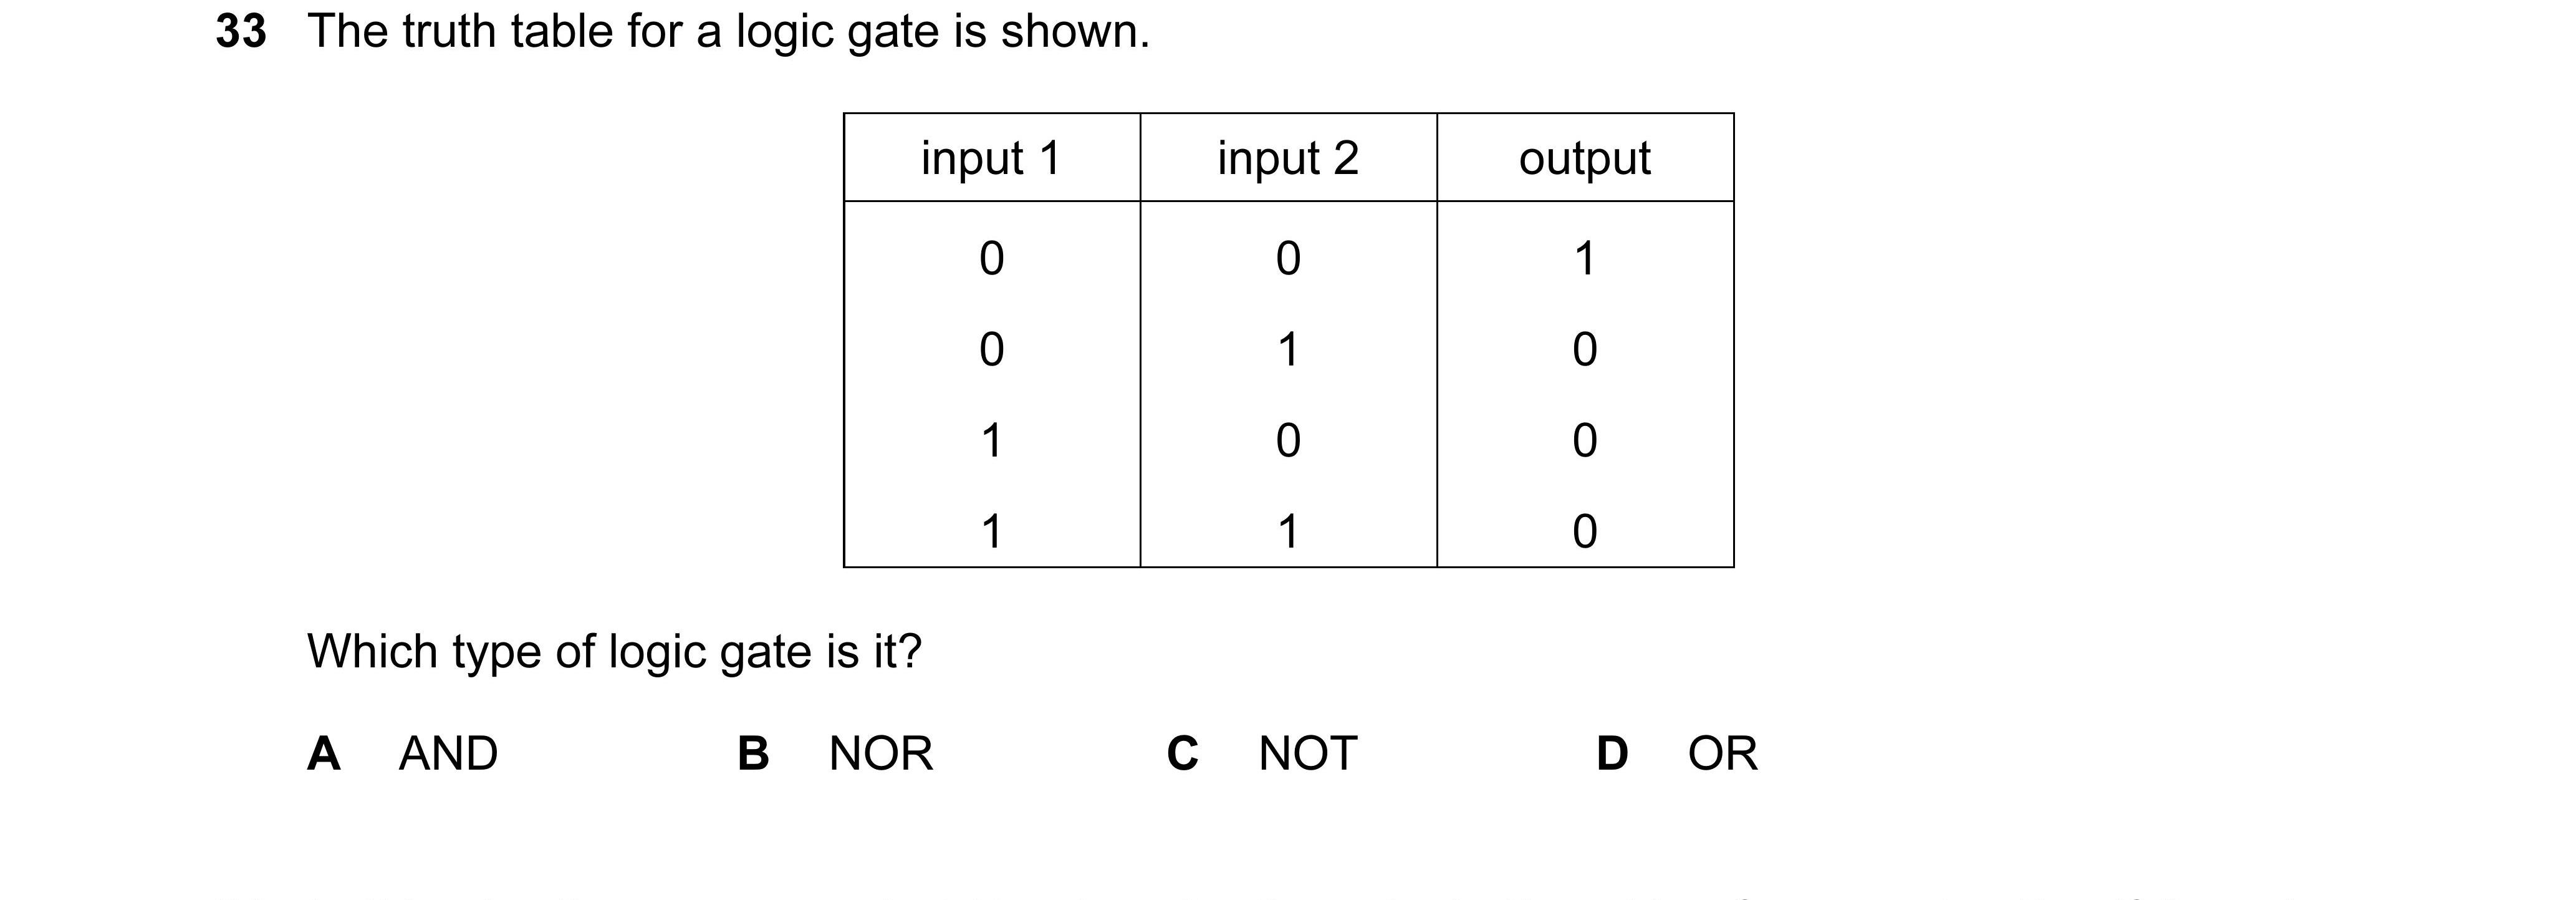 33 The truth table for a logic gate is shown.
input 1 input 2 output
0 0 1
0 1 0
1 0 0
1 1 0
Which type of logic gate is it?
A AND B NOR C NOT D OR